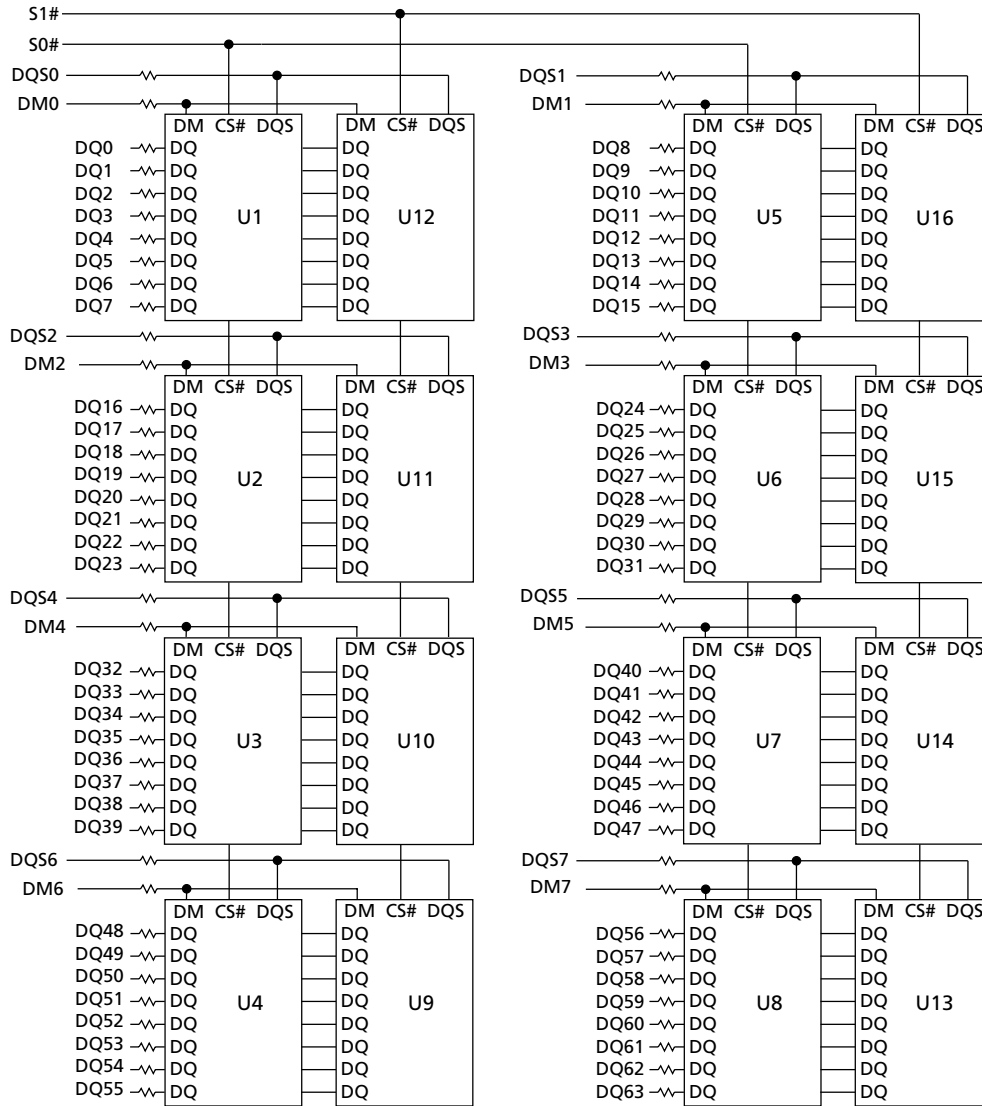 S1#
S0#
DQS0 DQS1
DM0 DM1
DM CS# DQS DM CS# DQS DM CS# DQS DM CS# DQS
DQ0 DQ DQ DQ8 DQ DQ
DQ1 DQ DQ DQ9 DQ DQ
DQ2 DQ DQ DQ10 DQ DQ
DQ3 DQ U1 DQ U12 DQ11 DQ U5 DQ U16
DQ4 DQ DQ DQ12 DQ DQ
DQ5 DQ DQ DQ13 DQ DQ
DQ6 DQ DQ DQ14 DQ DQ
DQ7 DQ DQ DQ15 DQ DQ
DQS2 DQS3
DM2 DM3
DM CS# DQS DM CS# DQS DM CS# DQS DM CS# DQS
DQ16 DQ DQ DQ24 DQ DQ
DQ17 DQ DQ DQ25 DQ DQ
DQ18 DQ DQ DQ26 DQ DQ
DQ19 DQ U2 DQ U11 DQ27 DQ U6 DQ U15
DQ20 DQ DQ DQ28 DQ DQ
DQ21 DQ DQ DQ29 DQ DQ
DQ22 DQ DQ DQ30 DQ DQ
DQ23 DQ DQ DQ31 DQ DQ
DQS4 DQS5
DM4 DM5
DM CS# DQS DM CS# DQS DM CS# DQS DM CS# DQS
DQ32 DQ DQ DQ40 DQ DQ
DQ33 DQ DQ DQ41 DQ DQ
DQ34 DQ DQ DQ42 DQ DQ
DQ35 DQ U3 DQ U10 DQ43 DQ U7 DQ U14
DQ36 DQ DQ DQ44 DQ DQ
DQ37 DQ DQ DQ45 DQ DQ
DQ38 DQ DQ DQ46 DQ DQ
DQ39 DQ DQ DQ47 DQ DQ
DQS6 DQS7
DM6 DM7
DM CS# DQS DM CS# DQS DM CS# DQS DM CS# DQS
DQ48 DQ DQ DQ56 DQ DQ
DQ49 DQ DQ DQ57 DQ DQ
DQ50 DQ DQ DQ58 DQ DQ
DQ51 DQ U4 DQ U9 DQ59 DQ U8 DQ U13
DQ52 DQ DQ DQ60 DQ DQ
DQ53 DQ DQ DQ61 DQ DQ
DQ54 DQ DQ DQ62 DQ DQ
DQ55 DQ DQ DQ63 DQ DQ